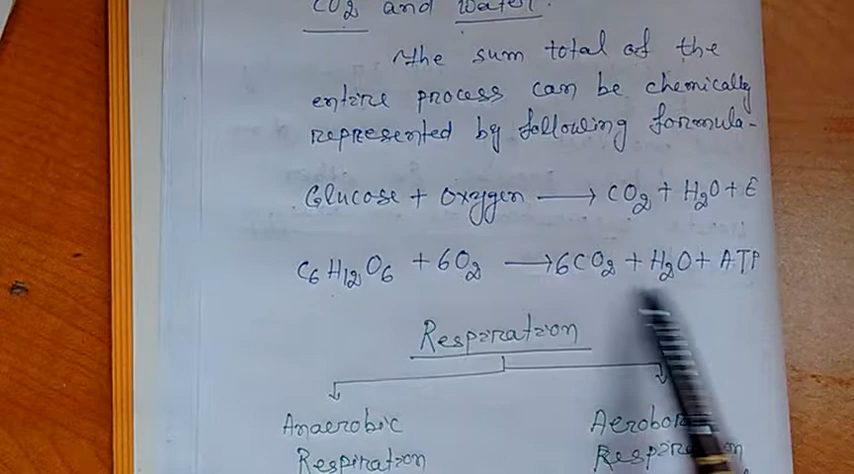 CO2 and Water.
The sum total of the
entire process can be chemically
represented by following formula-
Glucose + Oxygen → CO2 + H2O + E
C6H12O6 + 6O2 → 6CO2 + H2O + ATP
Respiration
Anaerobic
Respiration